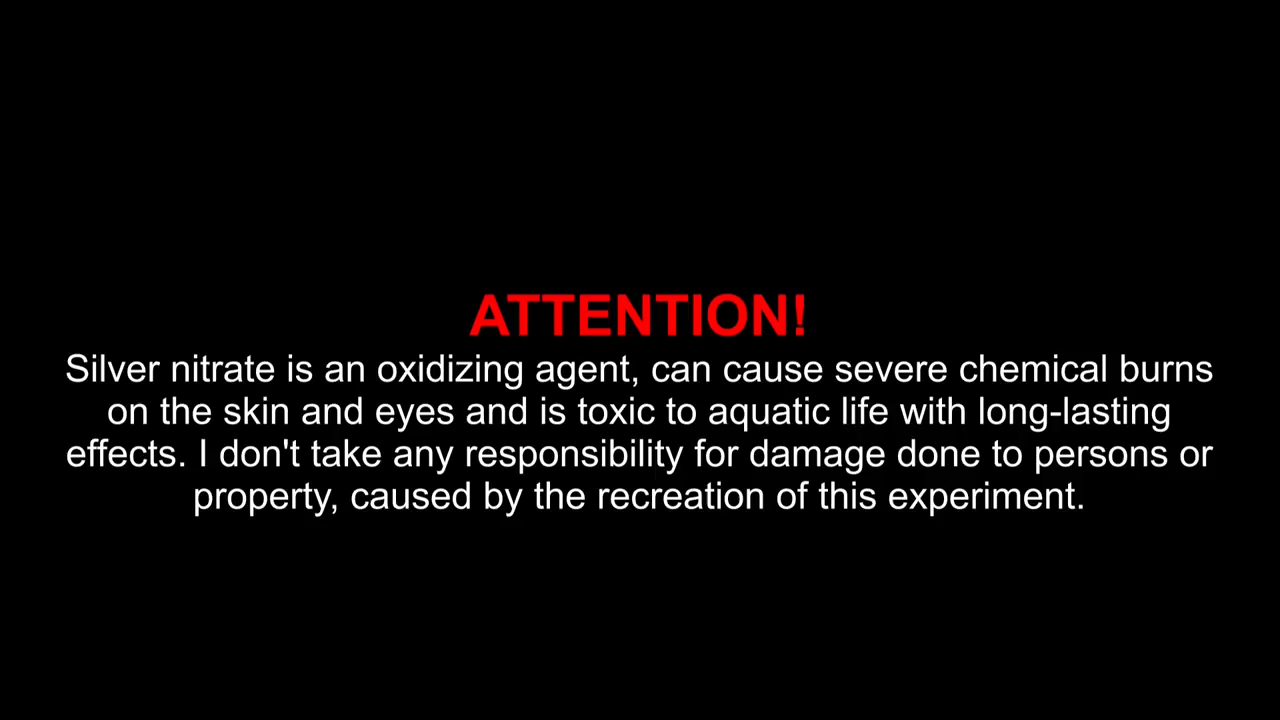 ATTENTION!
Silver nitrate is an oxidizing agent, can cause severe chemical burns
on the skin and eyes and is toxic to aquatic life with long-lasting
effects. I don't take any responsibility for damage done to persons or
property, caused by the recreation of this experiment.